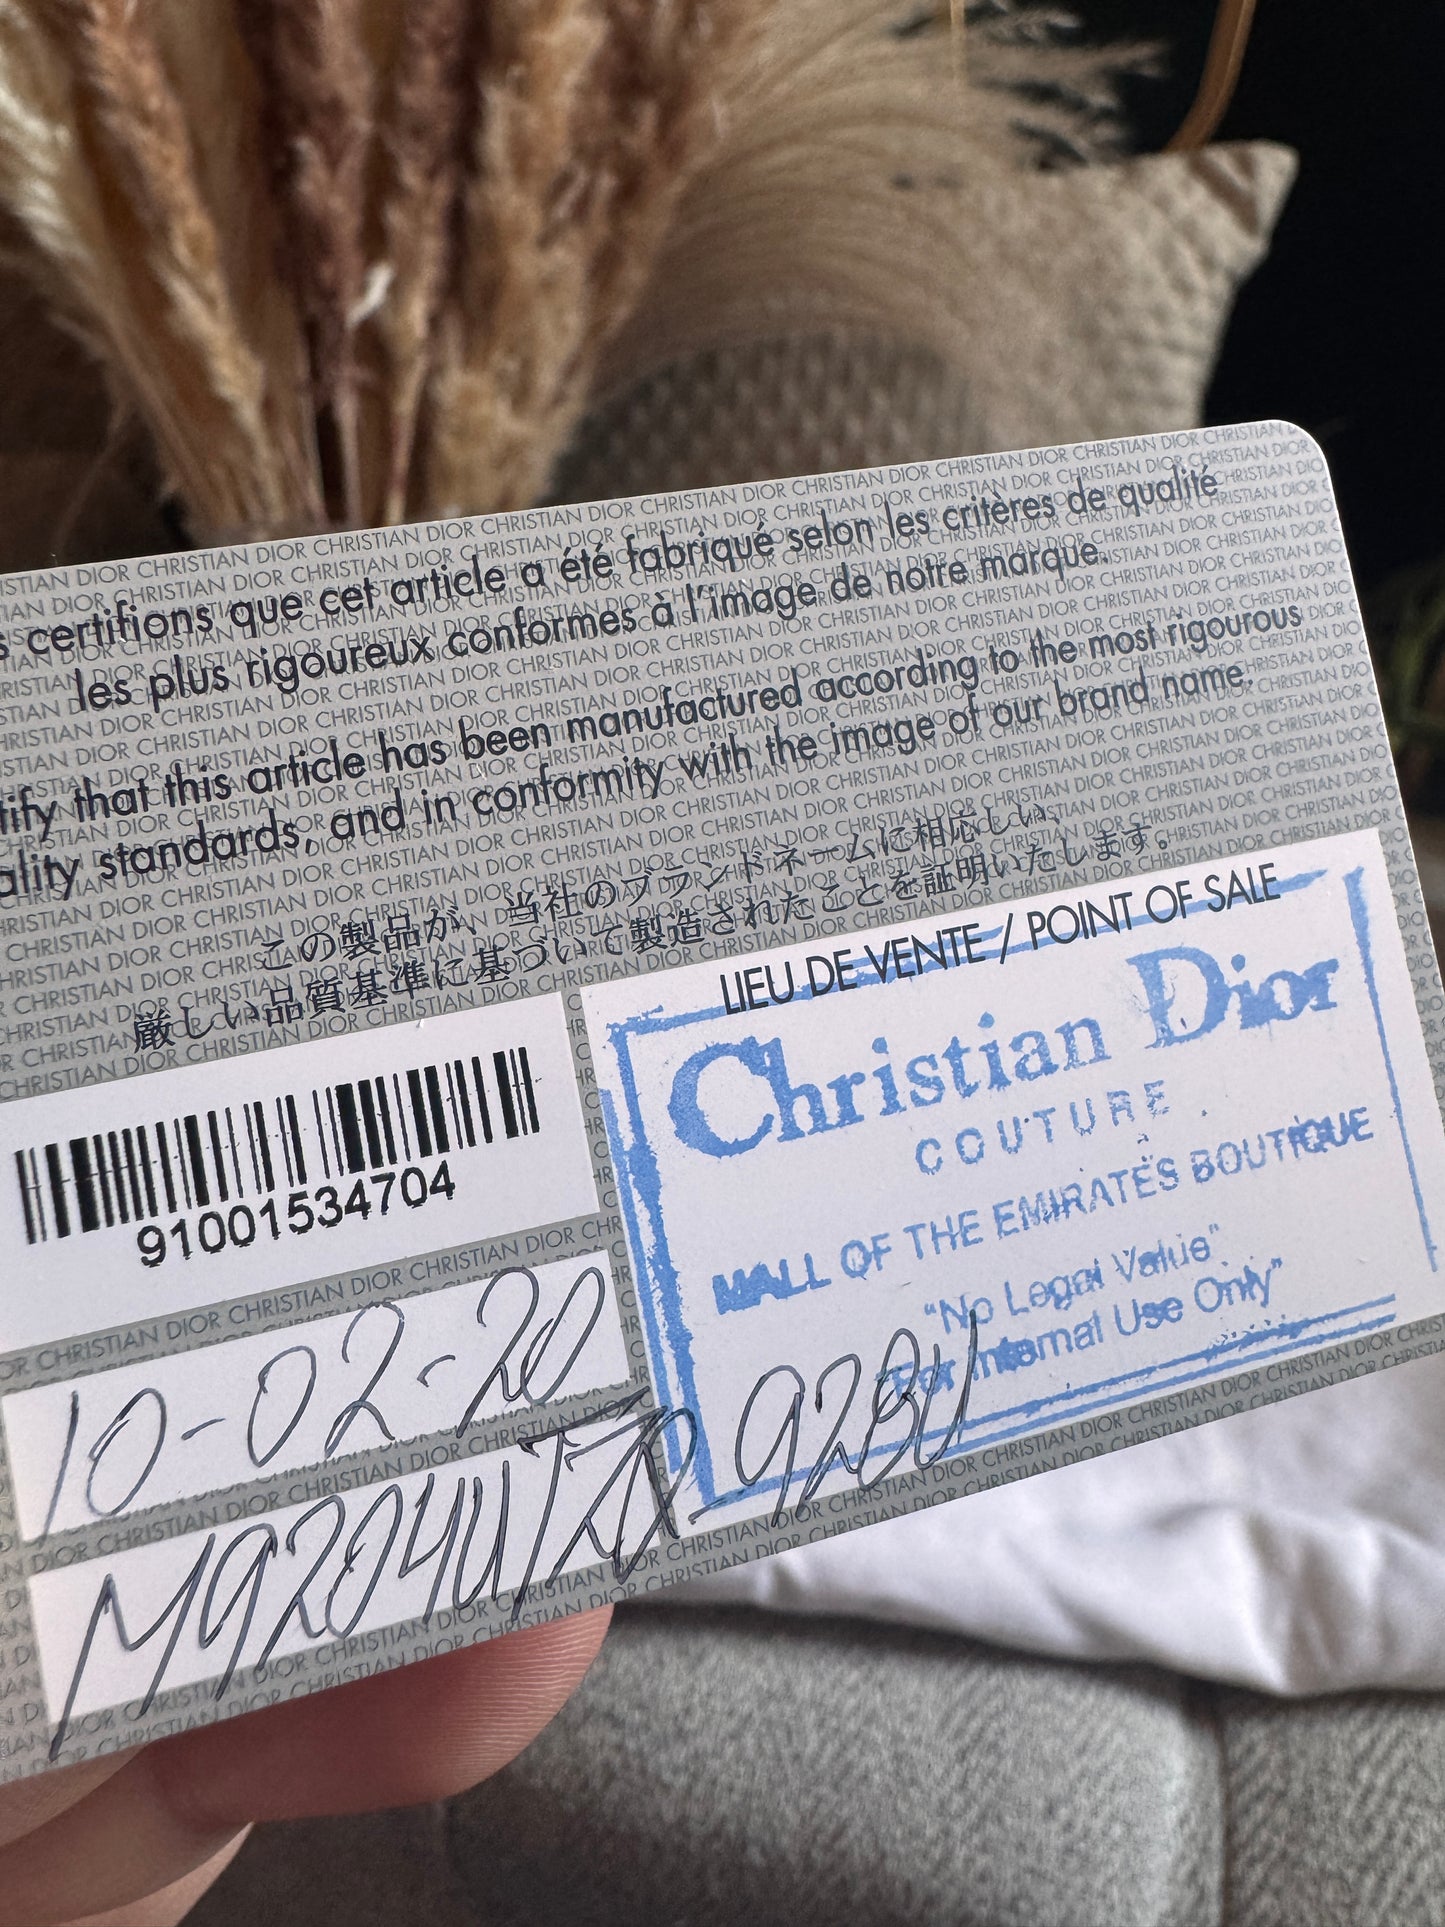 s certifions que cet article a été fabriqué selon les critères de qualité
les plus rigoureux conformes à l'image de notre marque.
tify that this article has been manufactured according to the most rigourous
ality standards, and in conformity with the image of our brand name.
この製品が、当社のブランドネームに相応しい、
厳しい品質基準に基づいて製造されたことを証明いたします。
LIEU DE VENTE / POINT OF SALE
Christian Dior
COUTURE
MALL OF THE EMIRATES BOUTIQUE
"No Legal Value"
"For Internal Use Only"
91001534704
10-02-20